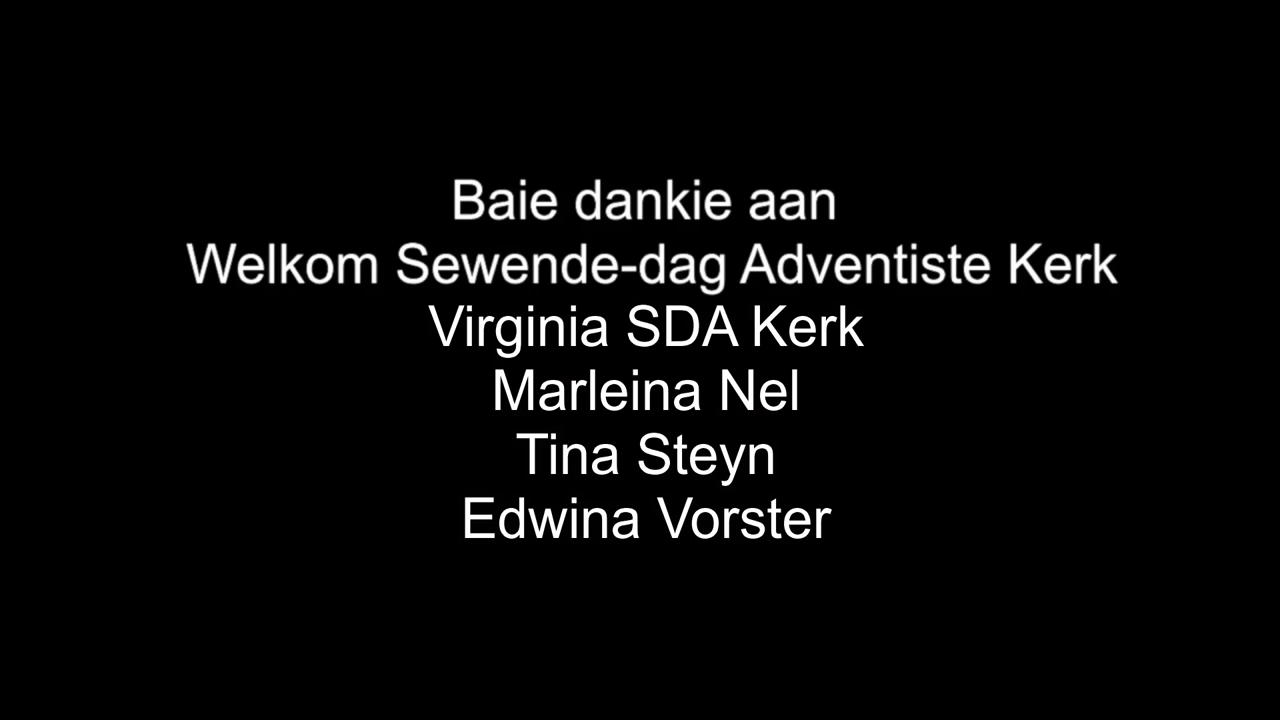 Baie dankie aan
Welkom Sewende-dag Adventiste Kerk
Virginia SDA Kerk
Marleina Nel
Tina Steyn
Edwina Vorster